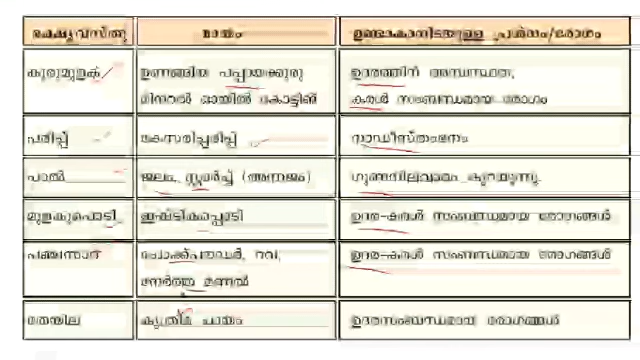 ഭക്ഷ്യവസ്തു മായം ഉണ്ടാകാനിടയുള്ള പ്രശ്നം/രോഗം
കുരുമുളക് ഉണങ്ങിയ പപ്പായക്കുരു ഉദരത്തിന് അസ്വസ്ഥത,
മിനറൽ ഓയിൽ കോട്ടിങ് കരൾ സംബന്ധമായ രോഗം
പരിപ്പ് കേസരിപ്പരിപ്പ് നാഡീസ്തംഭനം
പാൽ ജലം, സ്റ്റാർച്ച് (അന്നജം) ഗുണനിലവാരം കുറയുന്നു.
മുളകുപൊടി ഇഷ്ടികപ്പൊടി ഉദര-കരൾ സംബന്ധമായ രോഗങ്ങൾ
പഞ്ചസാര ചോക്ക്പൗഡർ, റവ, ഉദര-കരൾ സംബന്ധമായ രോഗങ്ങൾ
നേർത്ത മണൽ
തേയില കൃത്രിമ ചായം ഉദരസംബന്ധമായ രോഗങ്ങൾ